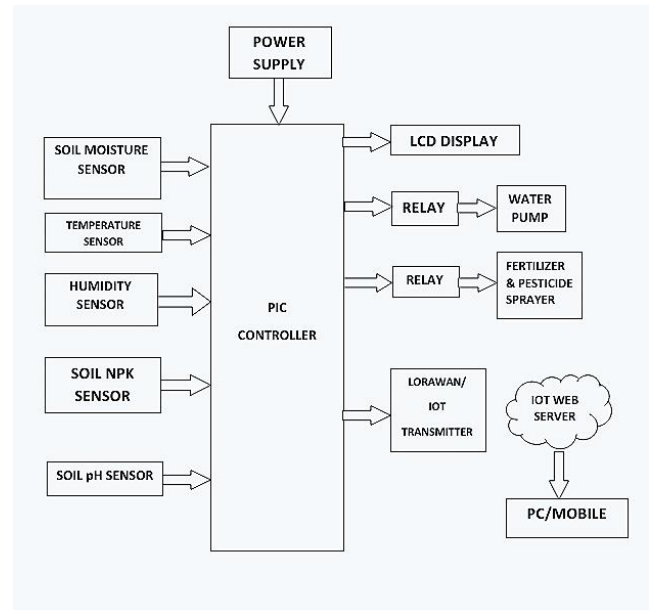 POWER
SUPPLY
SOIL MOISTURE
SENSOR
TEMPERATURE
SENSOR
HUMIDITY
SENSOR
SOIL NPK
SENSOR
SOIL pH SENSOR
PIC
CONTROLLER
LCD DISPLAY
RELAY
WATER
PUMP
RELAY
FERTILIZER
& PESTICIDE
SPRAYER
LORAWAN/
IOT
TRANSMITTER
IOT WEB
SERVER
PC/MOBILE